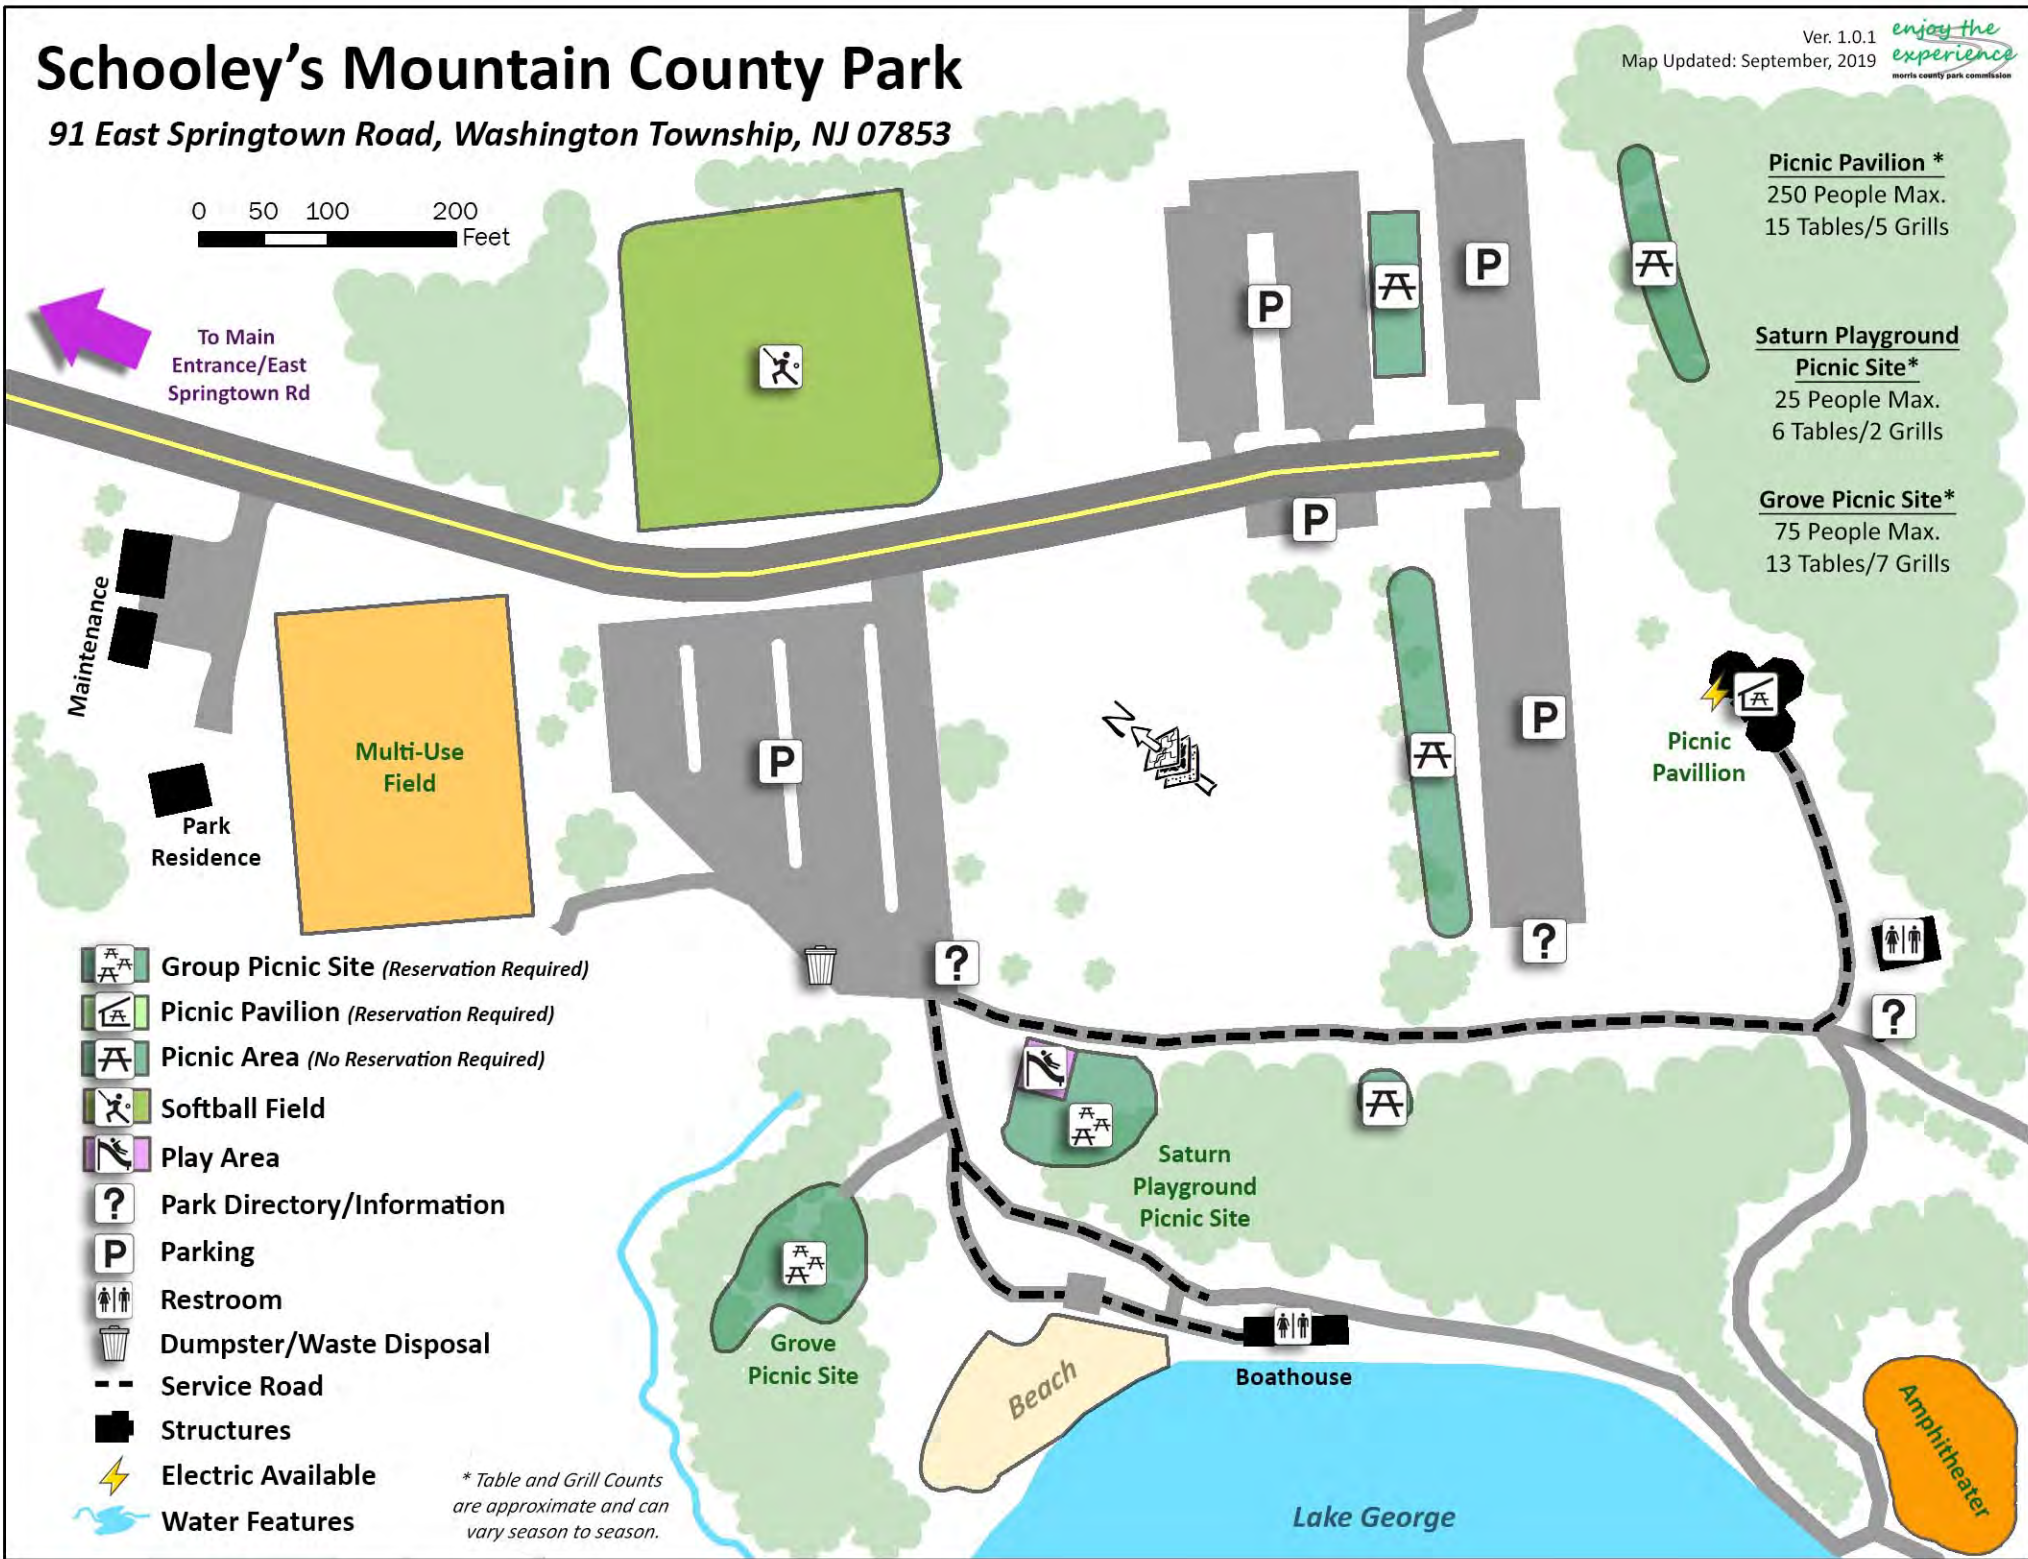 Schooley's Mountain County Park
91 East Springtown Road, Washington Township, NJ 07853
Ver. 1.0.1
Map Updated: September, 2019
enjoy the
experience
morris county park commission
0 50 100 200
Feet
To Main
Entrance/East
Springtown Rd
Picnic Pavilion *
250 People Max.
15 Tables/5 Grills
Saturn Playground
Picnic Site*
25 People Max.
6 Tables/2 Grills
Grove Picnic Site*
75 People Max.
13 Tables/7 Grills
P
P
P
Maintenance
Multi-Use
Field
Park
Residence
P
N
P
Picnic
Pavillion
?
?
?
Saturn
Playground
Picnic Site
Grove
Picnic Site
Beach
Boathouse
Lake George
Amphitheater
Group Picnic Site (Reservation Required)
Picnic Pavilion (Reservation Required)
Picnic Area (No Reservation Required)
Softball Field
Play Area
? Park Directory/Information
P Parking
Restroom
Dumpster/Waste Disposal
Service Road
Structures
Electric Available
Water Features
* Table and Grill Counts
are approximate and can
vary season to season.